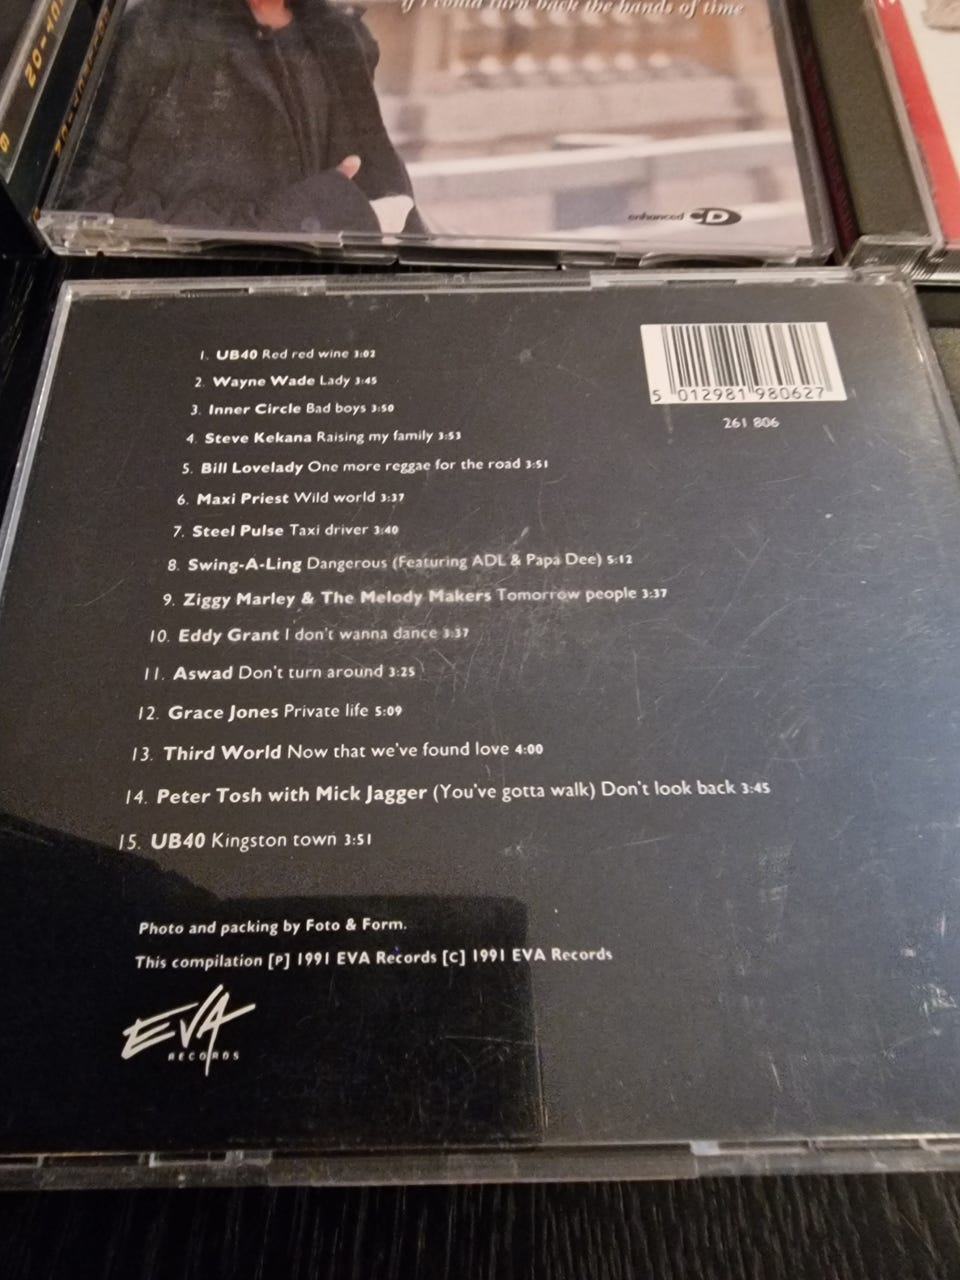 if I could turn back the hands of time
enhanced CD
5 012981 980627
261 806
1. UB40 Red red wine 3:02
2. Wayne Wade Lady 3:45
3. Inner Circle Bad boys 3:50
4. Steve Kekana Raising my family 3:53
5. Bill Lovelady One more reggae for the road 3:51
6. Maxi Priest Wild world 3:37
7. Steel Pulse Taxi driver 3:40
8. Swing-A-Ling Dangerous (Featuring ADL & Papa Dee) 5:12
9. Ziggy Marley & The Melody Makers Tomorrow people 3:37
10. Eddy Grant I don't wanna dance 3:37
11. Aswad Don't turn around 3:25
12. Grace Jones Private life 5:09
13. Third World Now that we've found love 4:00
14. Peter Tosh with Mick Jagger (You've gotta walk) Don't look back 3:45
15. UB40 Kingston town 3:51
Photo and packing by Foto & Form.
This compilation [P] 1991 EVA Records [C] 1991 EVA Records
EVA
RECORDS